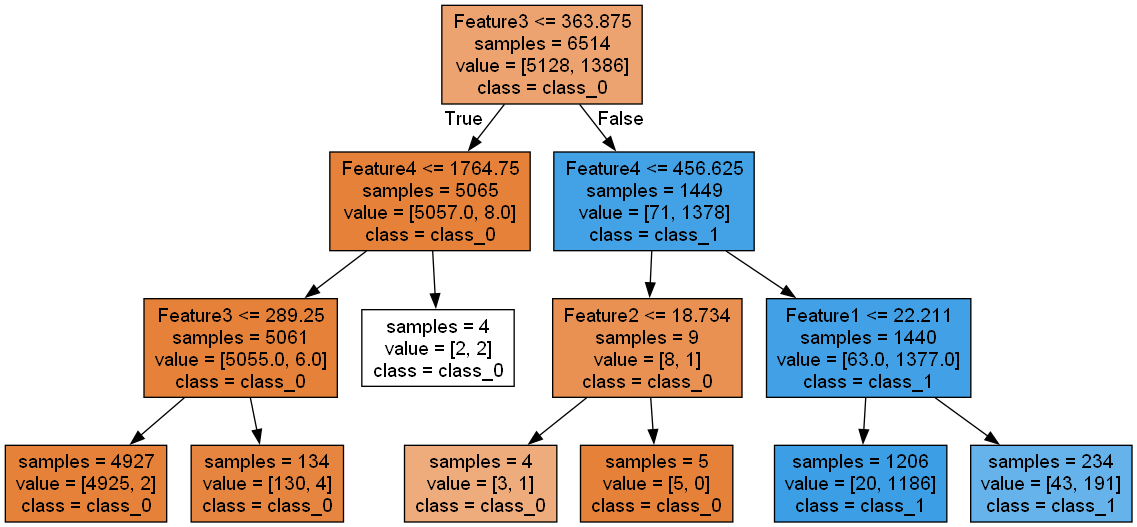 Feature3 <= 363.875
samples = 6514
value = [5128, 1386]
class = class_0
True
False
Feature4 <= 1764.75
samples = 5065
value = [5057.0, 8.0]
class = class_0
Feature4 <= 456.625
samples = 1449
value = [71, 1378]
class = class_1
Feature3 <= 289.25
samples = 5061
value = [5055.0, 6.0]
class = class_0
samples = 4
value = [2, 2]
class = class_0
Feature2 <= 18.734
samples = 9
value = [8, 1]
class = class_0
Feature1 <= 22.211
samples = 1440
value = [63.0, 1377.0]
class = class_1
samples = 4927
value = [4925, 2]
class = class_0
samples = 134
value = [130, 4]
class = class_0
samples = 4
value = [3, 1]
class = class_0
samples = 5
value = [5, 0]
class = class_0
samples = 1206
value = [20, 1186]
class = class_1
samples = 234
value = [43, 191]
class = class_1